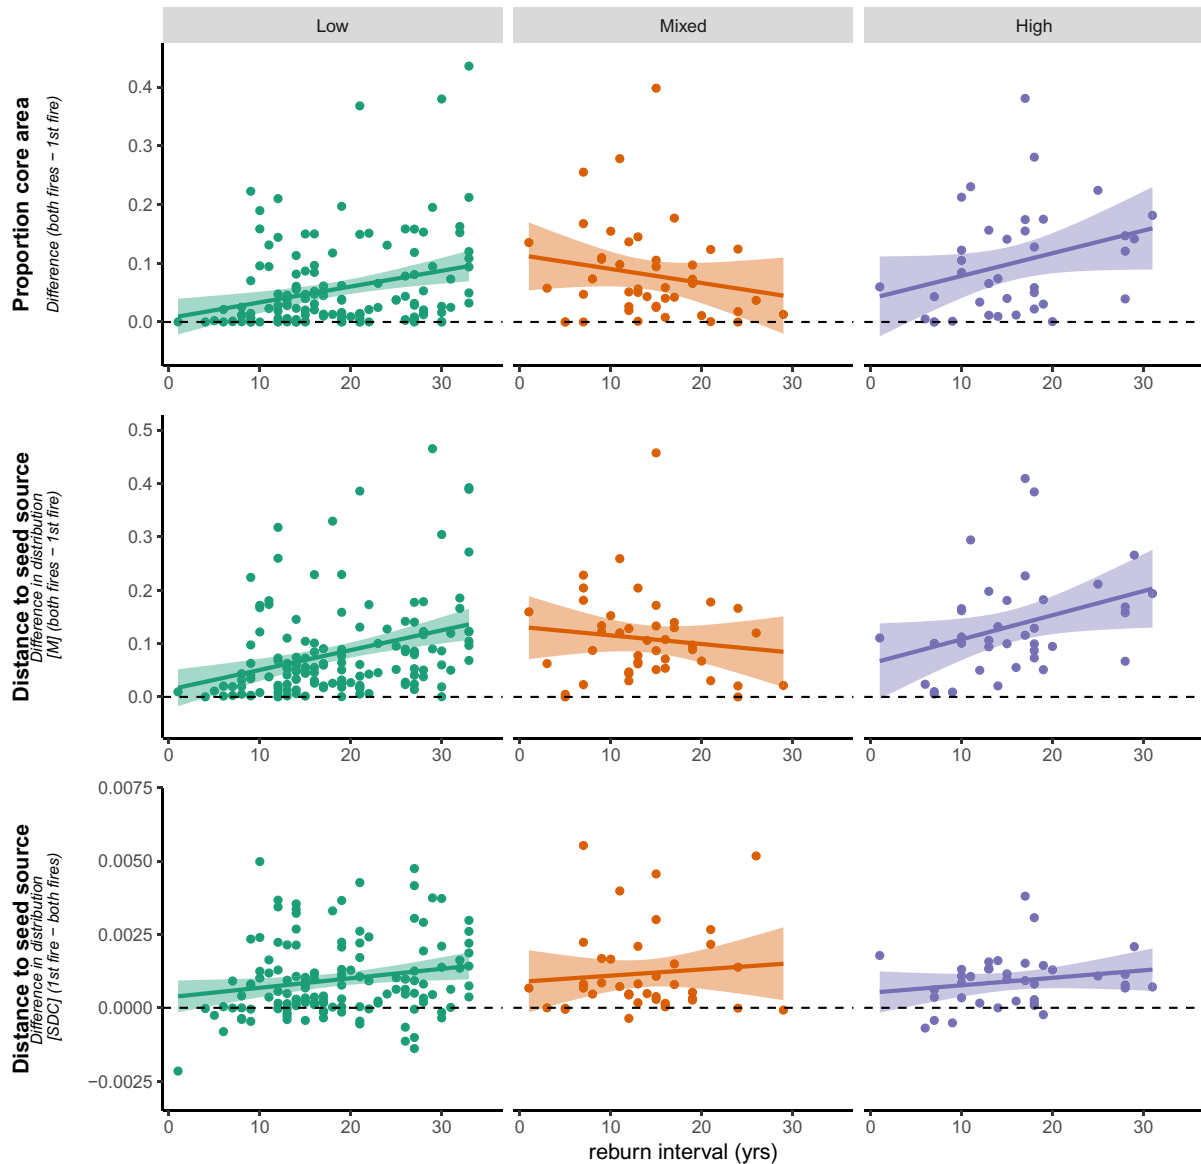 Low Mixed High
Proportion core area
Difference (both fires − 1st fire)
0.4
0.3
0.2
0.1
0.0
0 10 20 30 0 10 20 30 0 10 20 30
Distance to seed source
Difference in distribution
[M] (both fires − 1st fire)
0.5
0.4
0.3
0.2
0.1
0.0
0 10 20 30 0 10 20 30 0 10 20 30
Distance to seed source
Difference in distribution
[SDC] (1st fire − both fires)
0.0075
0.0050
0.0025
0.0000
−0.0025
0 10 20 30 0 10 20 30 0 10 20 30
reburn interval (yrs)